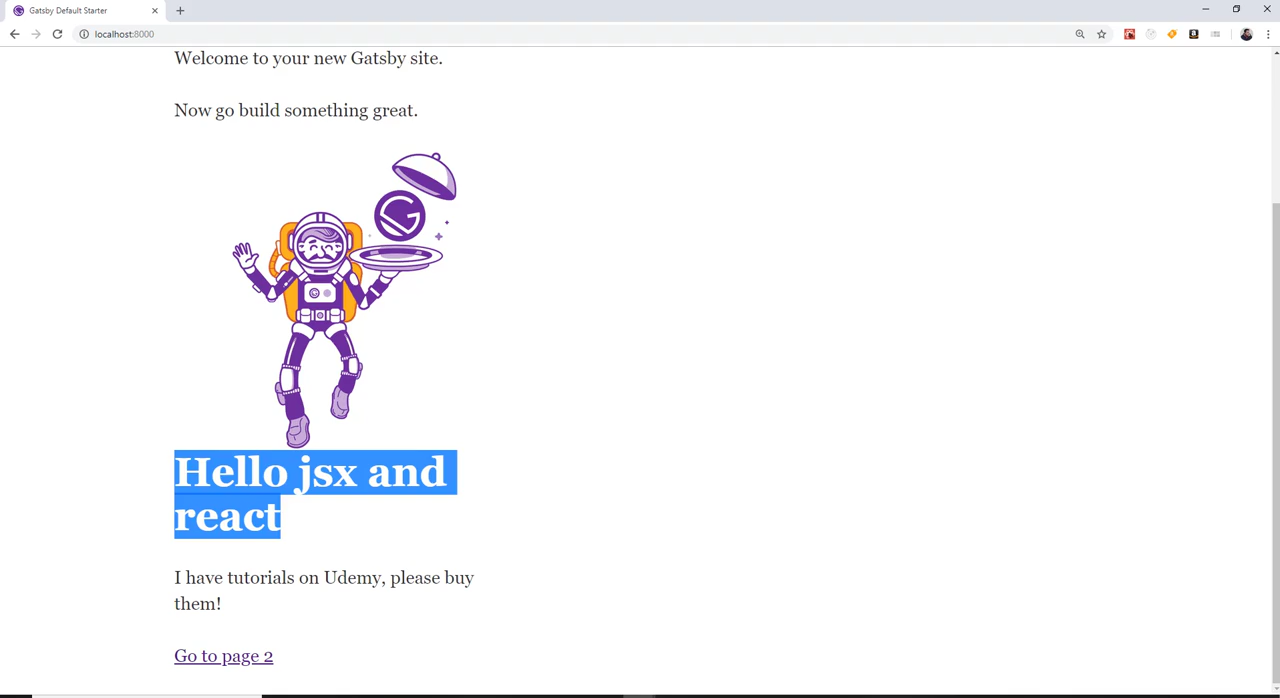 Gatsby Default Starter
localhost:8000
Welcome to your new Gatsby site.
Now go build something great.
Hello jsx and
react
I have tutorials on Udemy, please buy
them!
Go to page 2